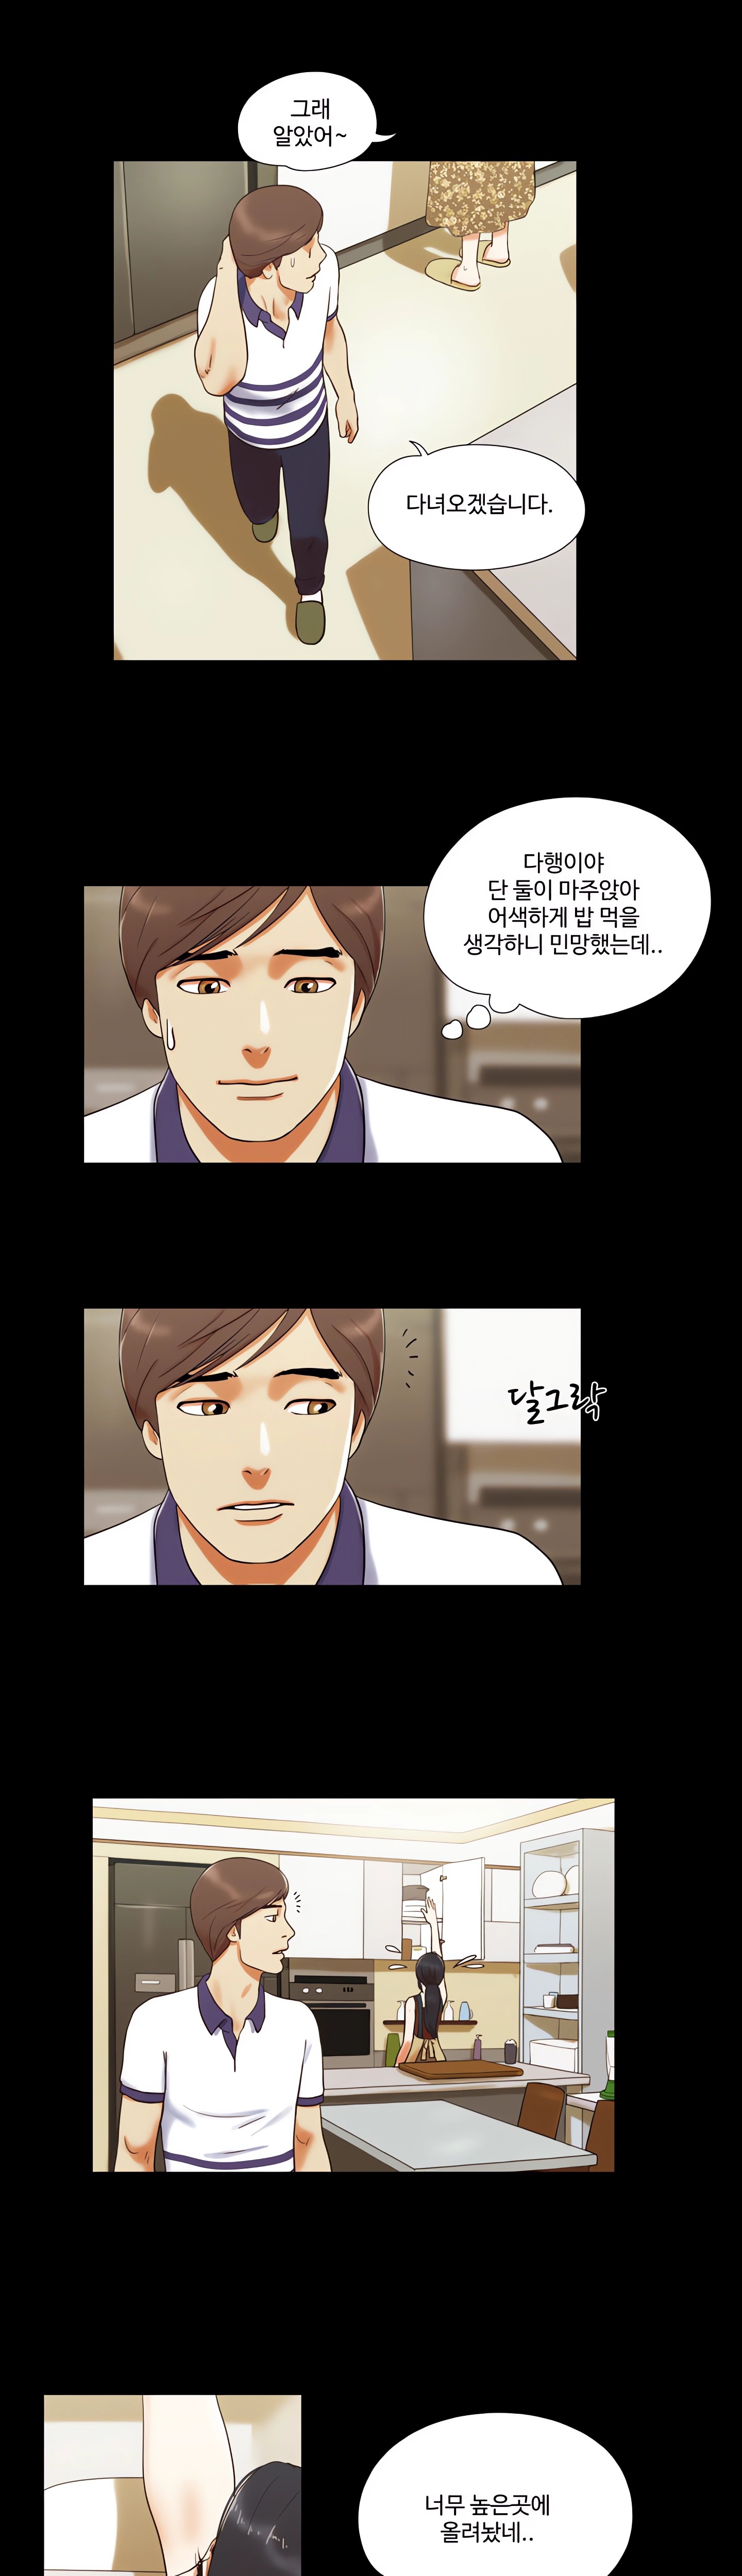 그래
알았어~
다녀오겠습니다.
다행이야
단 둘이 마주앉아
어색하게 밥 먹을
생각하니 민망했는데..
달그락
너무 높은곳에
올려놨네..